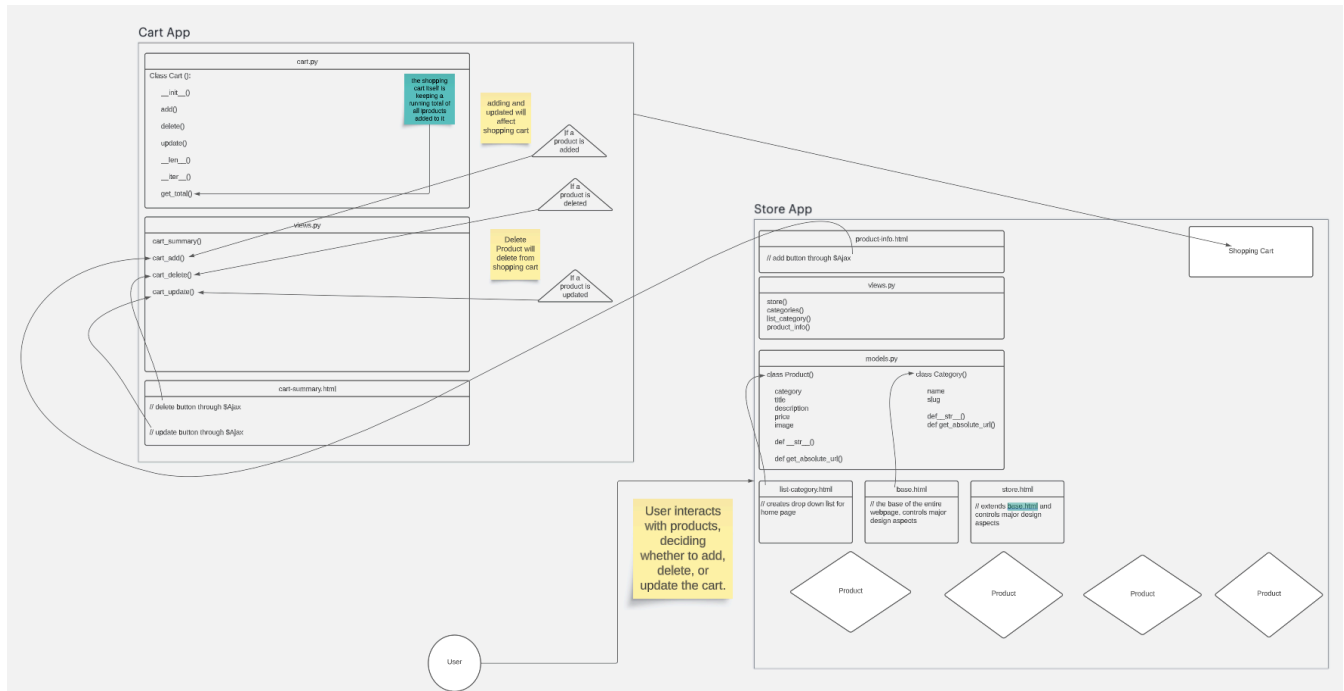 Cart App
cart.py
Class Cart ():
__init__()
add()
delete()
update()
__len__()
__iter__()
get_total()
the shopping
cart itself is
keeping a
running total of
all iproducts
added to it
adding and
updated will
affect
shopping cart
If a
product is
added
If a
product is
deleted
views.py
cart_summary()
cart_add()
cart_delete()
cart_update()
Delete
Product will
delete from
shopping cart
If a
product is
updated
cart-summary.html
// delete button through $Ajax
// update button through $Ajax
Store App
product-info.html
// add button through $Ajax
Shopping Cart
views.py
store()
categories()
list_category()
product_info()
models.py
class Product()
category
title
description
price
image
def __str__()
def get_absolute_url()
class Category()
name
slug
def__str__()
def get_absolute_url()
list-category.html
// creates drop down list for
home page
base.html
// the base of the entire
webpage, controls major
design aspects
store.html
// extends base.html and
controls major design
aspects
User interacts
with products,
deciding
whether to add,
delete, or
update the cart.
Product
Product
Product
Product
User